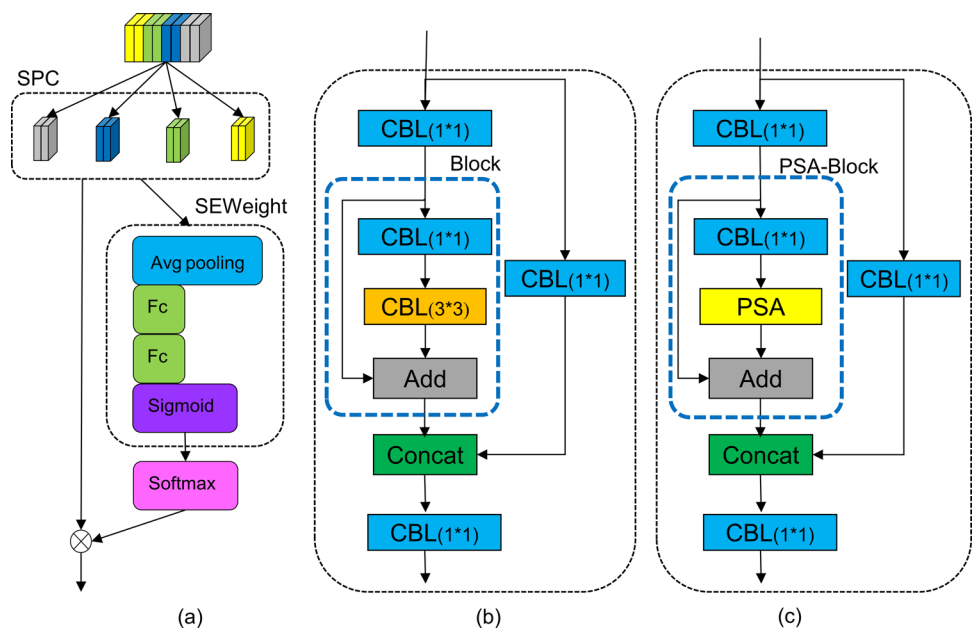 SPC
SEWeight
Avg pooling
Fc
Fc
Sigmoid
Softmax
(a)
CBL(1*1)
Block
CBL(1*1)
CBL(1*1)
CBL(3*3)
Add
Concat
CBL(1*1)
(b)
CBL(1*1)
PSA-Block
CBL(1*1)
CBL(1*1)
PSA
Add
Concat
CBL(1*1)
(c)